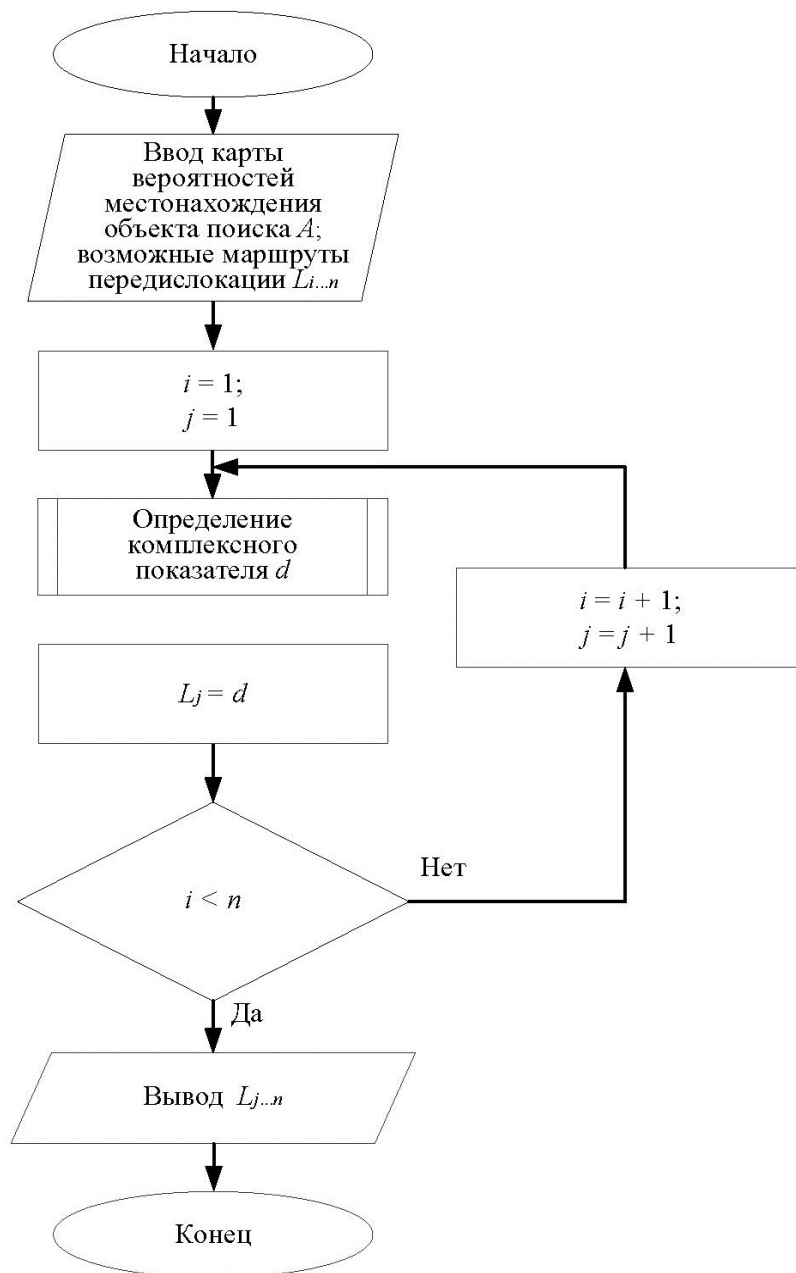 Начало
Ввод карты
вероятностей
местонахождения
объекта поиска A;
возможные маршруты
передислокации Li...n
i = 1;
j = 1
Определение
комплексного
показателя d
i = i + 1;
j = j + 1
Lj = d
i < n
Нет
Да
Вывод Lj...n
Конец